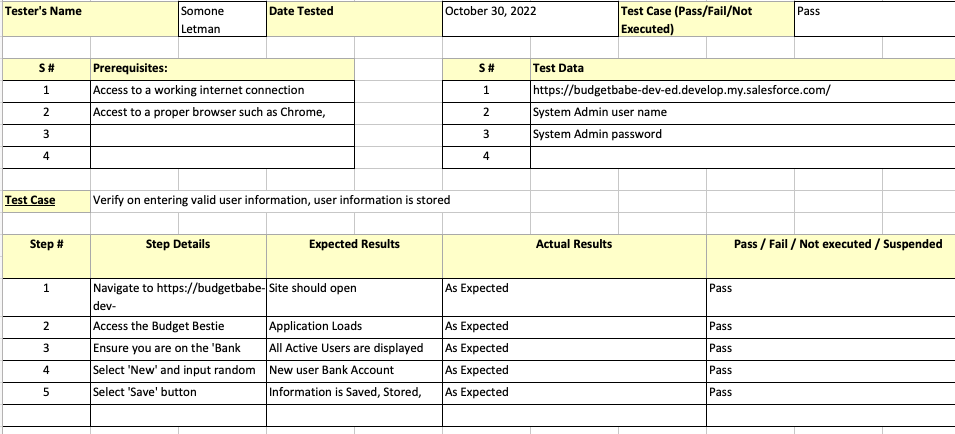 Tester's Name Somone Letman Date Tested October 30, 2022 Test Case (Pass/Fail/Not Executed) Pass
S # Prerequisites: S # Test Data
1 Access to a working internet connection 1 https://budgetbabe-dev-ed.develop.my.salesforce.com/
2 Accest to a proper browser such as Chrome, 2 System Admin user name
3 3 System Admin password
4 4
Test Case Verify on entering valid user information, user information is stored
Step # Step Details Expected Results Actual Results Pass / Fail / Not executed / Suspended
1 Navigate to https://budgetbabe-dev- Site should open As Expected Pass
2 Access the Budget Bestie Application Loads As Expected Pass
3 Ensure you are on the 'Bank All Active Users are displayed As Expected Pass
4 Select 'New' and input random New user Bank Account As Expected Pass
5 Select 'Save' button Information is Saved, Stored, As Expected Pass